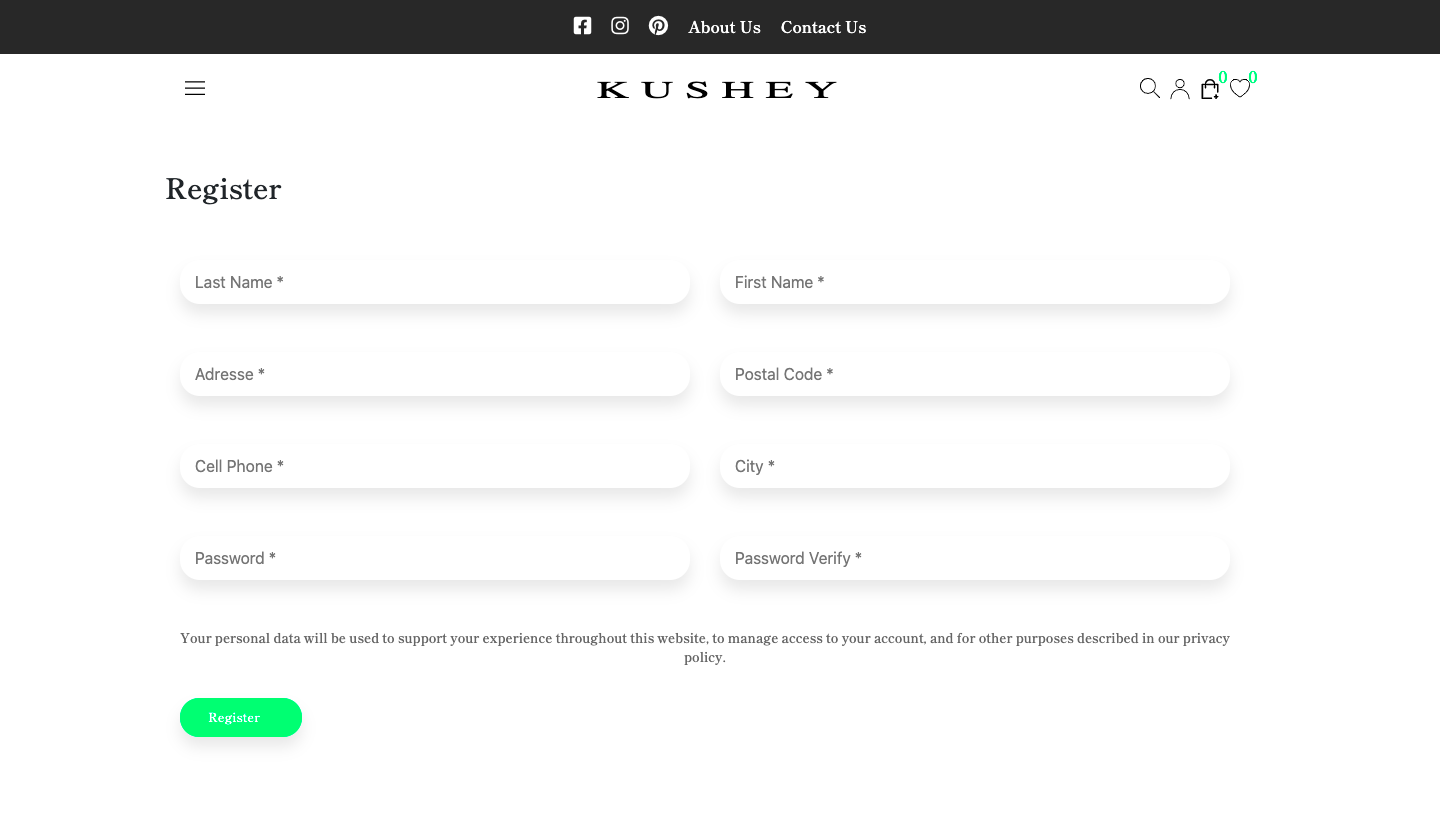 About Us Contact Us
KUSHEY
0 0
Register
Last Name * First Name *
Adresse * Postal Code *
Cell Phone * City *
Password * Password Verify *
Your personal data will be used to support your experience throughout this website, to manage access to your account, and for other purposes described in our privacy
policy.
Register